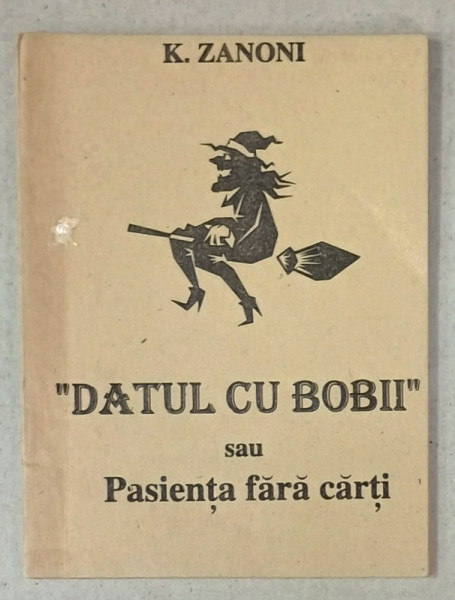 K. ZANONI
"DATUL CU BOBII"
sau
Pasiența fără cărți